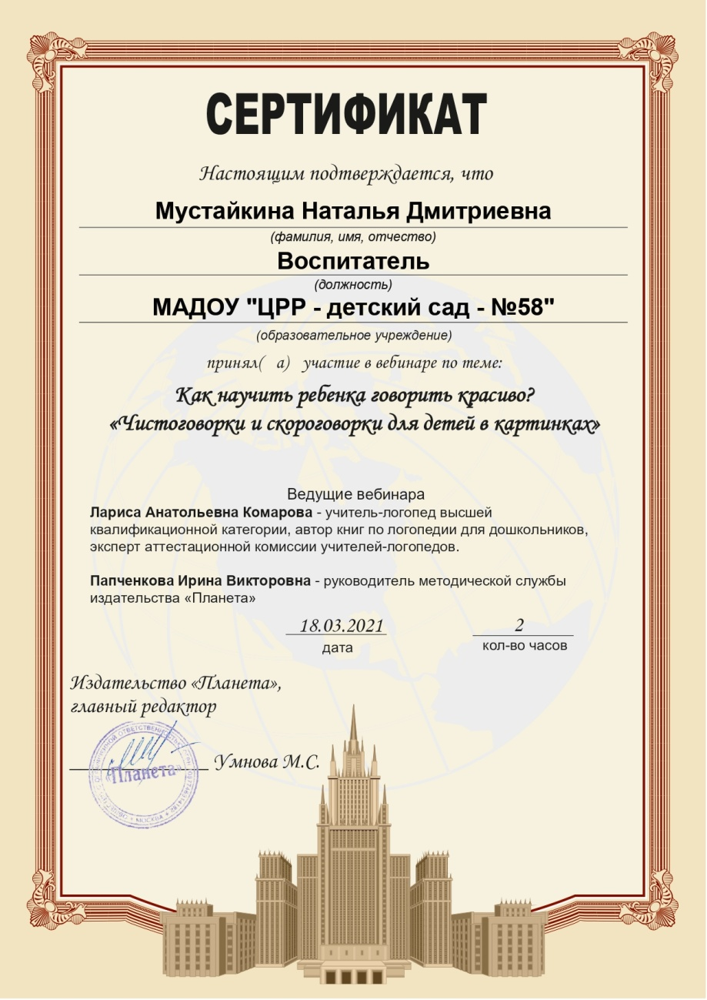 СЕРТИФИКАТ
Настоящим подтверждается, что
Мустайкина Наталья Дмитриевна
(фамилия, имя, отчество)
Воспитатель
(должность)
МАДОУ "ЦРР - детский сад - №58"
(образовательное учреждение)
принял( а) участие в вебинаре по теме:
Как научить ребенка говорить красиво?
«Чистоговорки и скороговорки для детей в картинках»
Ведущие вебинара
Лариса Анатольевна Комарова - учитель-логопед высшей
квалификационной категории, автор книг по логопедии для дошкольников,
эксперт аттестационной комиссии учителей-логопедов.
Папченкова Ирина Викторовна - руководитель методической службы
издательства «Планета»
18.03.2021
дата
2
кол-во часов
Издательство «Планета»,
главный редактор
Умнова М.С.
«Планета»
МОСКВА